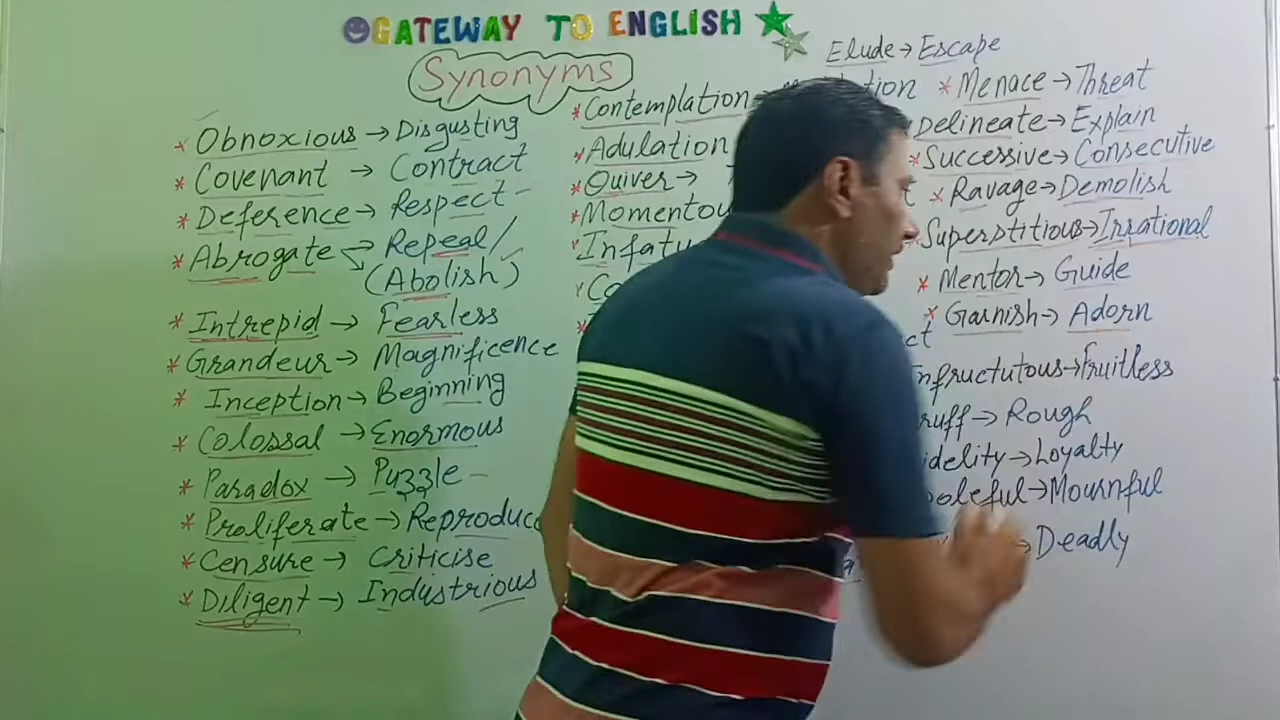 GATEWAY TO ENGLISH
Synonyms
* Obnoxious → Disgusting
* Covenant → Contract
* Deference → Respect
* Abrogate → Repeal/
(Abolish)
* Intrepid → Fearless
* Grandeur → Magnificence
* Inception → Beginning
* Colossal → Enormous
* Paradox → Puzzle
* Proliferate → Reproduc
* Censure → Criticise
* Diligent → Industrious
* Contemplation → tion
* Adulation
* Quiver →
* Momentou
* Infatu
Elude → Escape
* Menace → Threat
Delineate → Explain
* Successive → Consecutive
* Ravage → Demolish
Superstitious → Irrational
* Mentor → Guide
* Garnish → Adorn
nfructutous → Fruitless
ruff → Rough
idelity → Loyalty
oleful → Mournful
→ Deadly